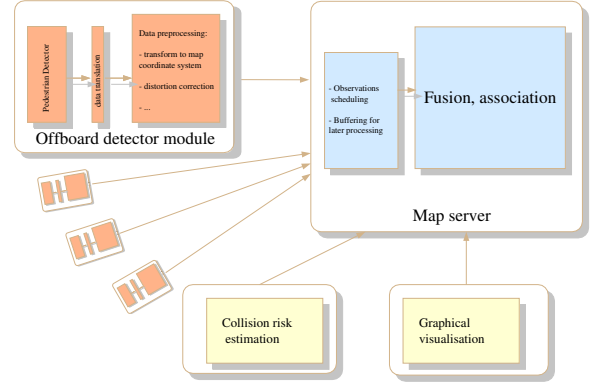 Pedestrian Detector
data translation
Data preprocessing:
- transform to map
coordinate system
- distortion correction
- ...
Offboard detector module
- Observations
scheduling
- Buffering for
later processing
Fusion, association
Map server
Collision risk
estimation
Graphical
visualisation